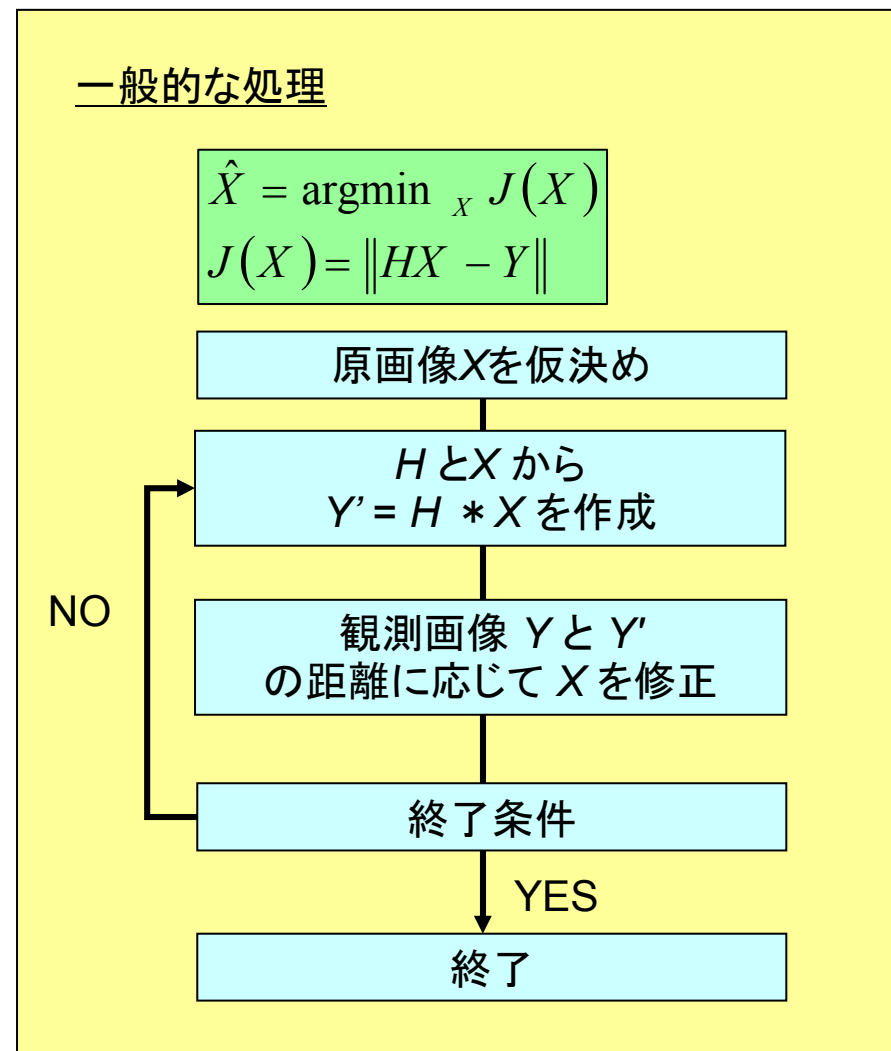 一般的な処理
X̂ = argmin X J(X)
J(X) = ‖HX − Y‖
原画像Xを仮決め
H とX から
Y’ = H ＊X を作成
NO
観測画像 Y と Y'
の距離に応じて X を修正
終了条件
YES
終了